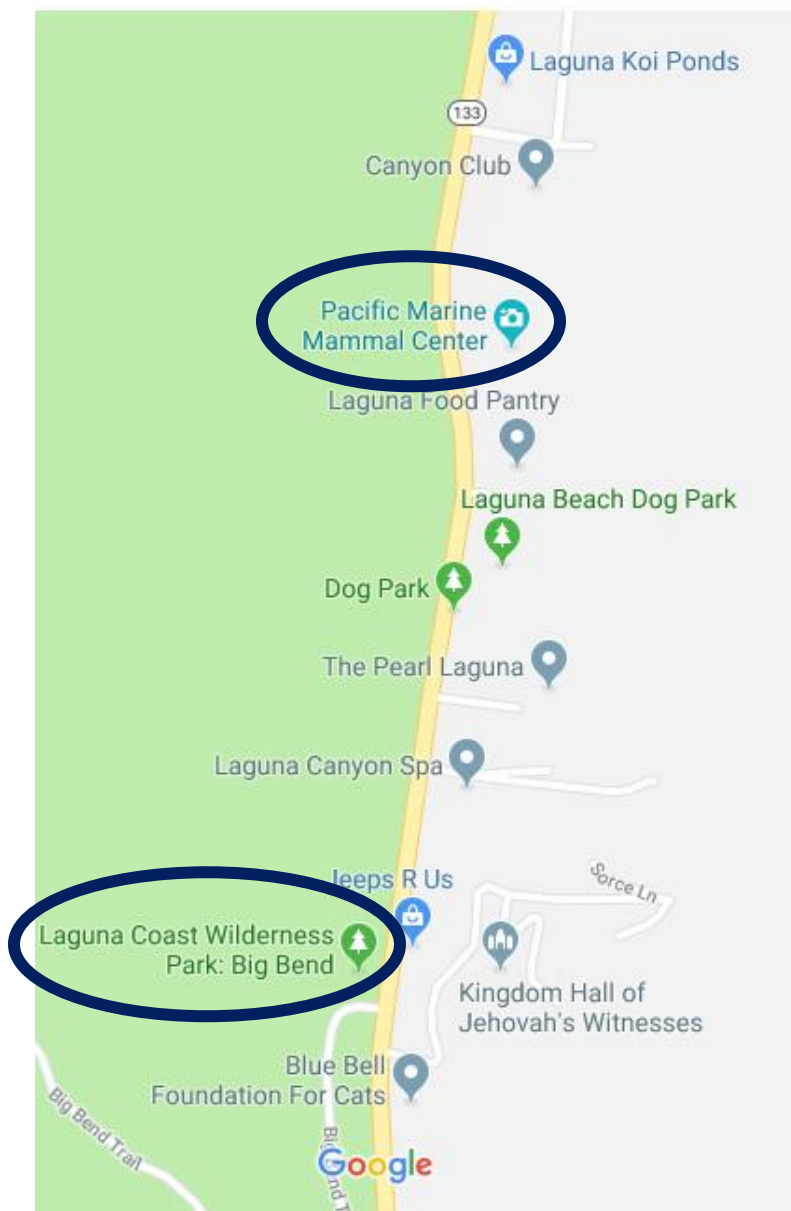 Laguna Koi Ponds
133
Canyon Club
Pacific Marine
Mammal Center
Laguna Food Pantry
Laguna Beach Dog Park
Dog Park
The Pearl Laguna
Laguna Canyon Spa
Jeeps R Us
Sorce Ln
Laguna Coast Wilderness
Park: Big Bend
Kingdom Hall of
Jehovah's Witnesses
Blue Bell
Foundation For Cats
Big Bend Trail
Google